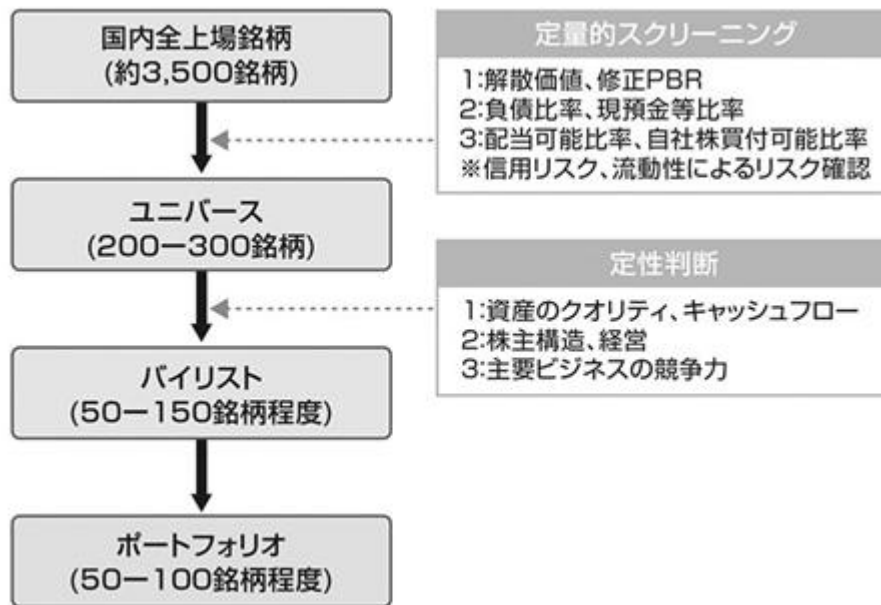 国内全上場銘柄
(約3,500銘柄)
定量的スクリーニング
1:解散価値、修正PBR
2:負債比率、現預金等比率
3:配当可能比率、自社株買付可能比率
※信用リスク、流動性によるリスク確認
ユニバース
(200ー300銘柄)
定性判断
1:資産のクオリティ、キャッシュフロー
2:株主構造、経営
3:主要ビジネスの競争力
バイリスト
(50ー150銘柄程度)
ポートフォリオ
(50ー100銘柄程度)